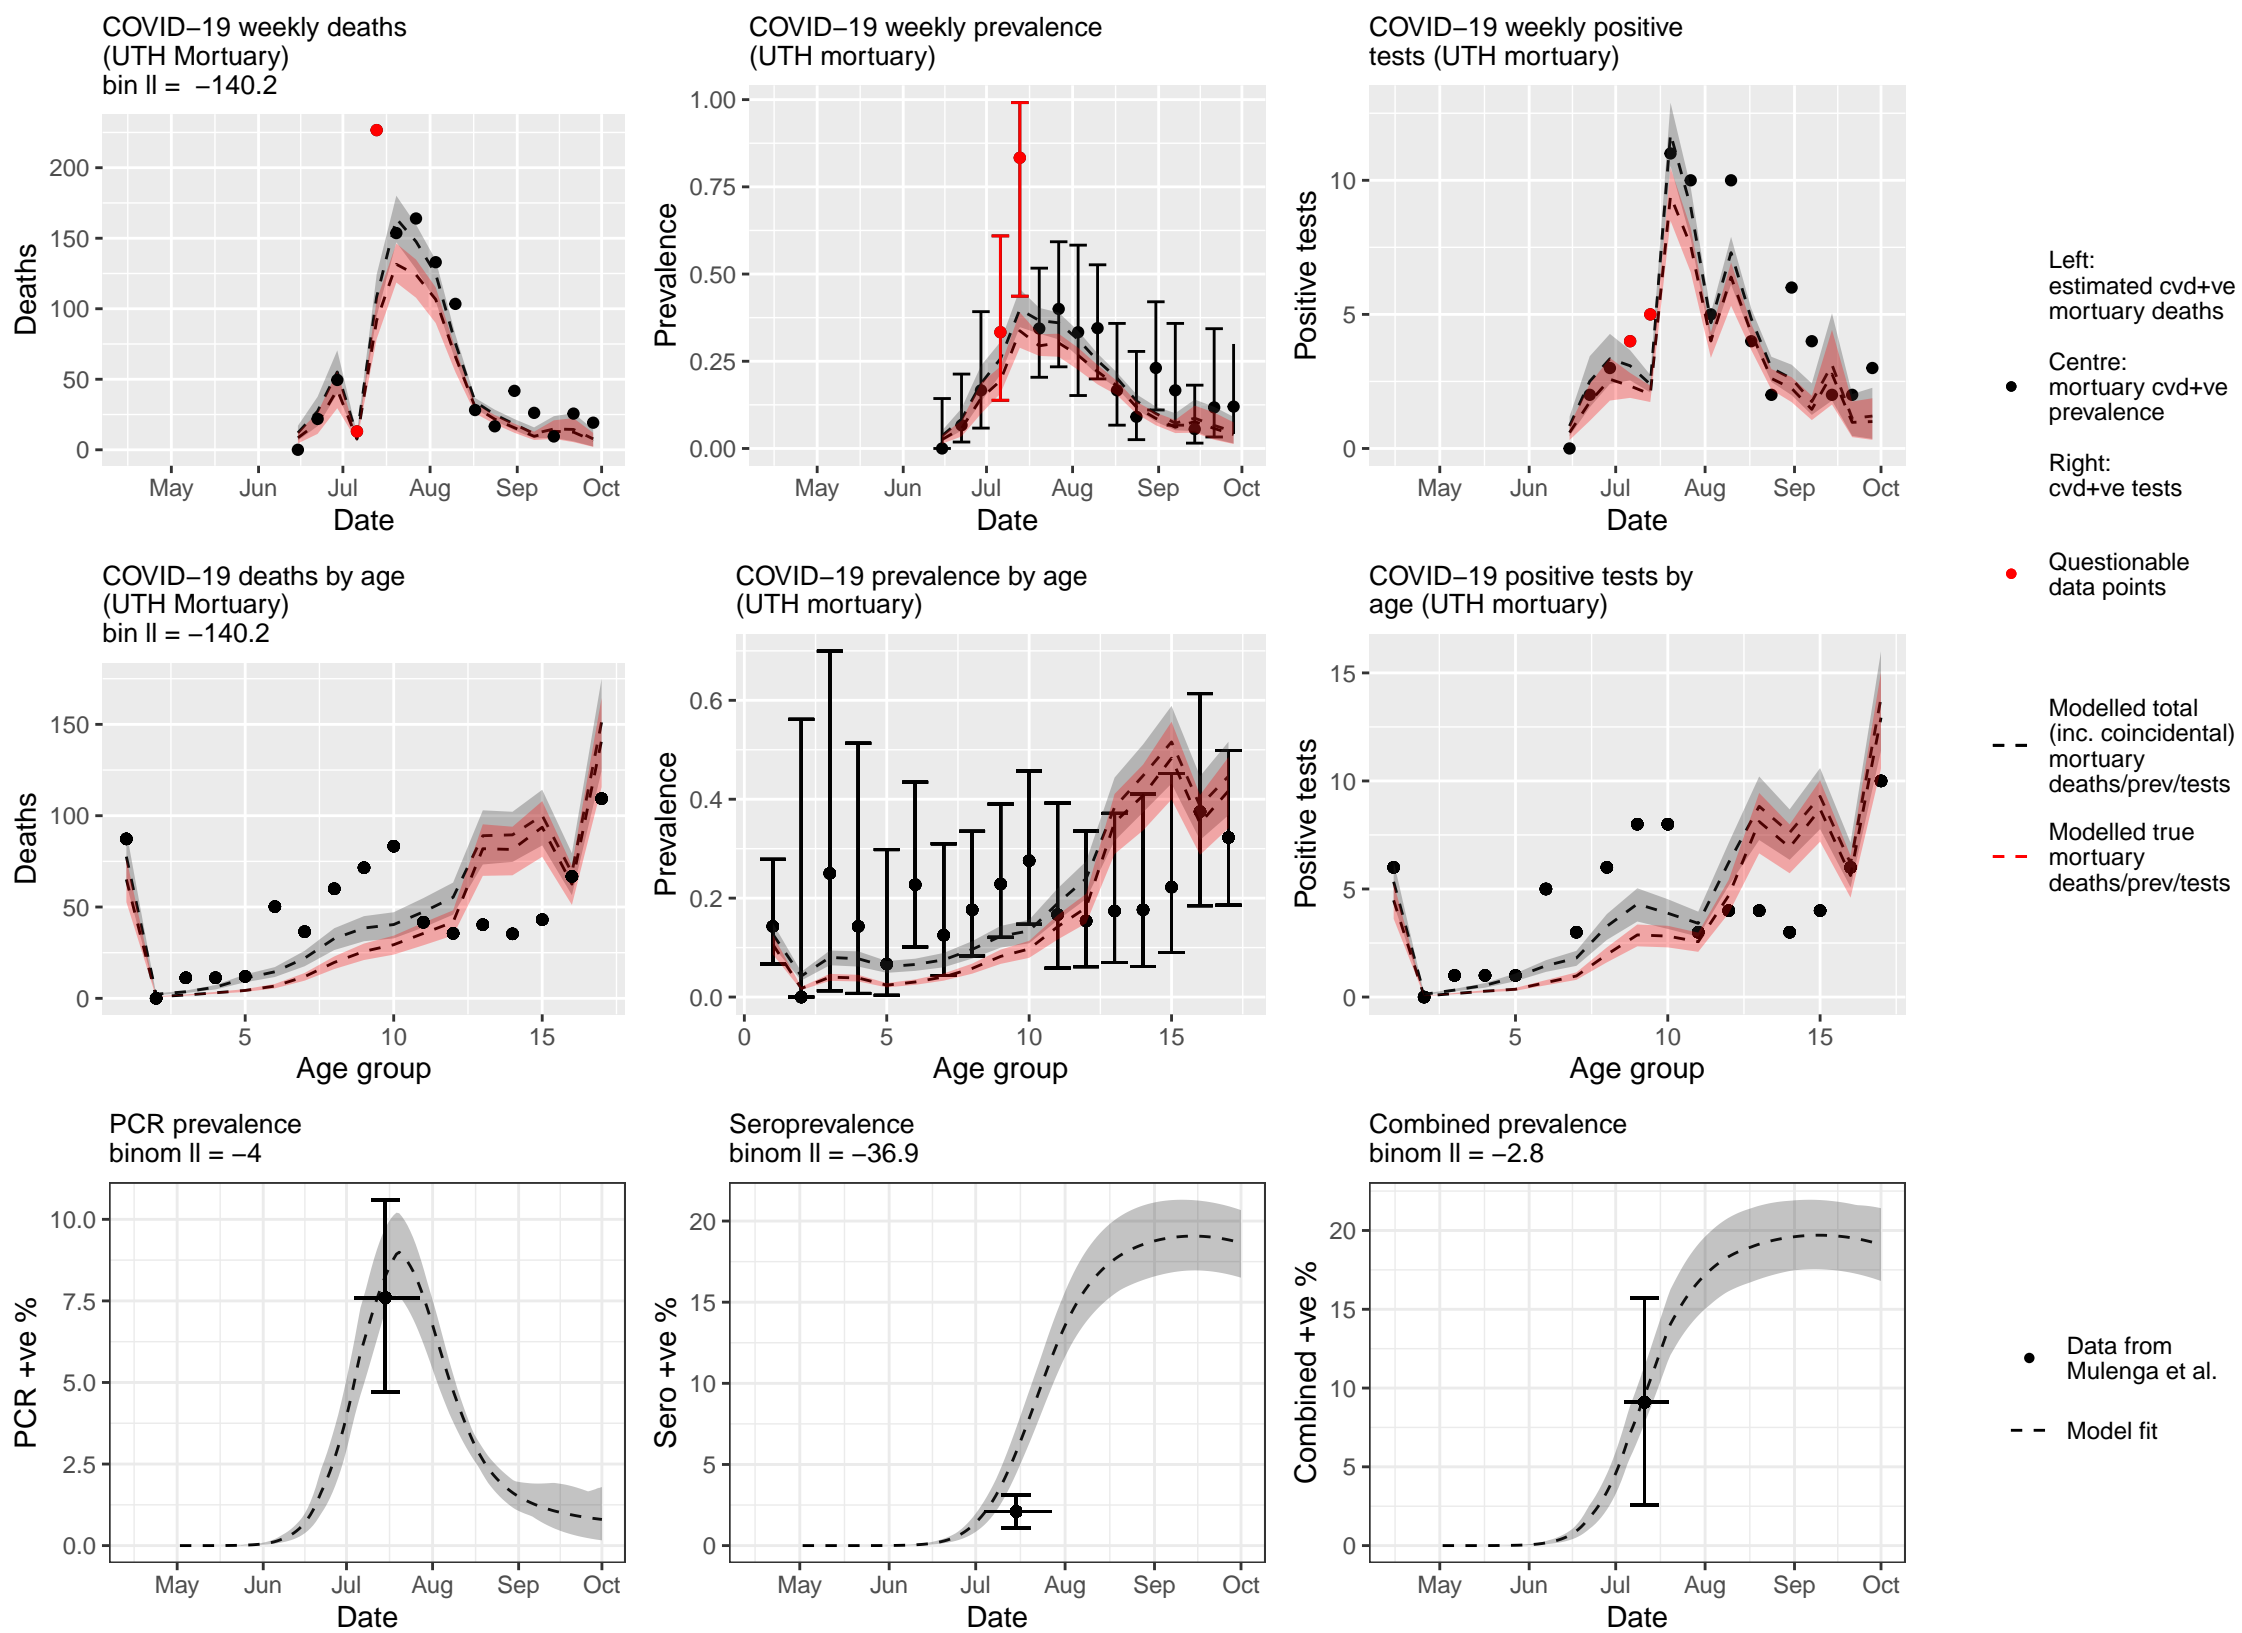 COVID−19 weekly deaths
(UTH Mortuary)
bin ll =  −140.2
Deaths
200
150
100
50
0
May Jun Jul Aug Sep Oct
Date
COVID−19 weekly prevalence
(UTH mortuary)
Prevalence
1.00
0.75
0.50
0.25
0.00
May Jun Jul Aug Sep Oct
Date
COVID−19 weekly positive
tests (UTH mortuary)
Positive tests
10
5
0
May Jun Jul Aug Sep Oct
Date
Left:
estimated cvd+ve
mortuary deaths
Centre:
mortuary cvd+ve
prevalence
Right:
cvd+ve tests
Questionable
data points
Modelled total
(inc. coincidental)
mortuary
deaths/prev/tests
Modelled true
mortuary
deaths/prev/tests
COVID−19 deaths by age
(UTH Mortuary)
bin ll = −140.2
Deaths
150
100
50
0
5 10 15
Age group
COVID−19 prevalence by age
(UTH mortuary)
Prevalence
0.6
0.4
0.2
0.0
0 5 10 15
Age group
COVID−19 positive tests by
age (UTH mortuary)
Positive tests
15
10
5
0
5 10 15
Age group
PCR prevalence
binom ll = −4
PCR +ve %
10.0
7.5
5.0
2.5
0.0
May Jun Jul Aug Sep Oct
Date
Seroprevalence
binom ll = −36.9
Sero +ve %
20
15
10
5
0
May Jun Jul Aug Sep Oct
Date
Combined prevalence
binom ll = −2.8
Combined +ve %
20
15
10
5
0
May Jun Jul Aug Sep Oct
Date
Data from
Mulenga et al.
Model fit